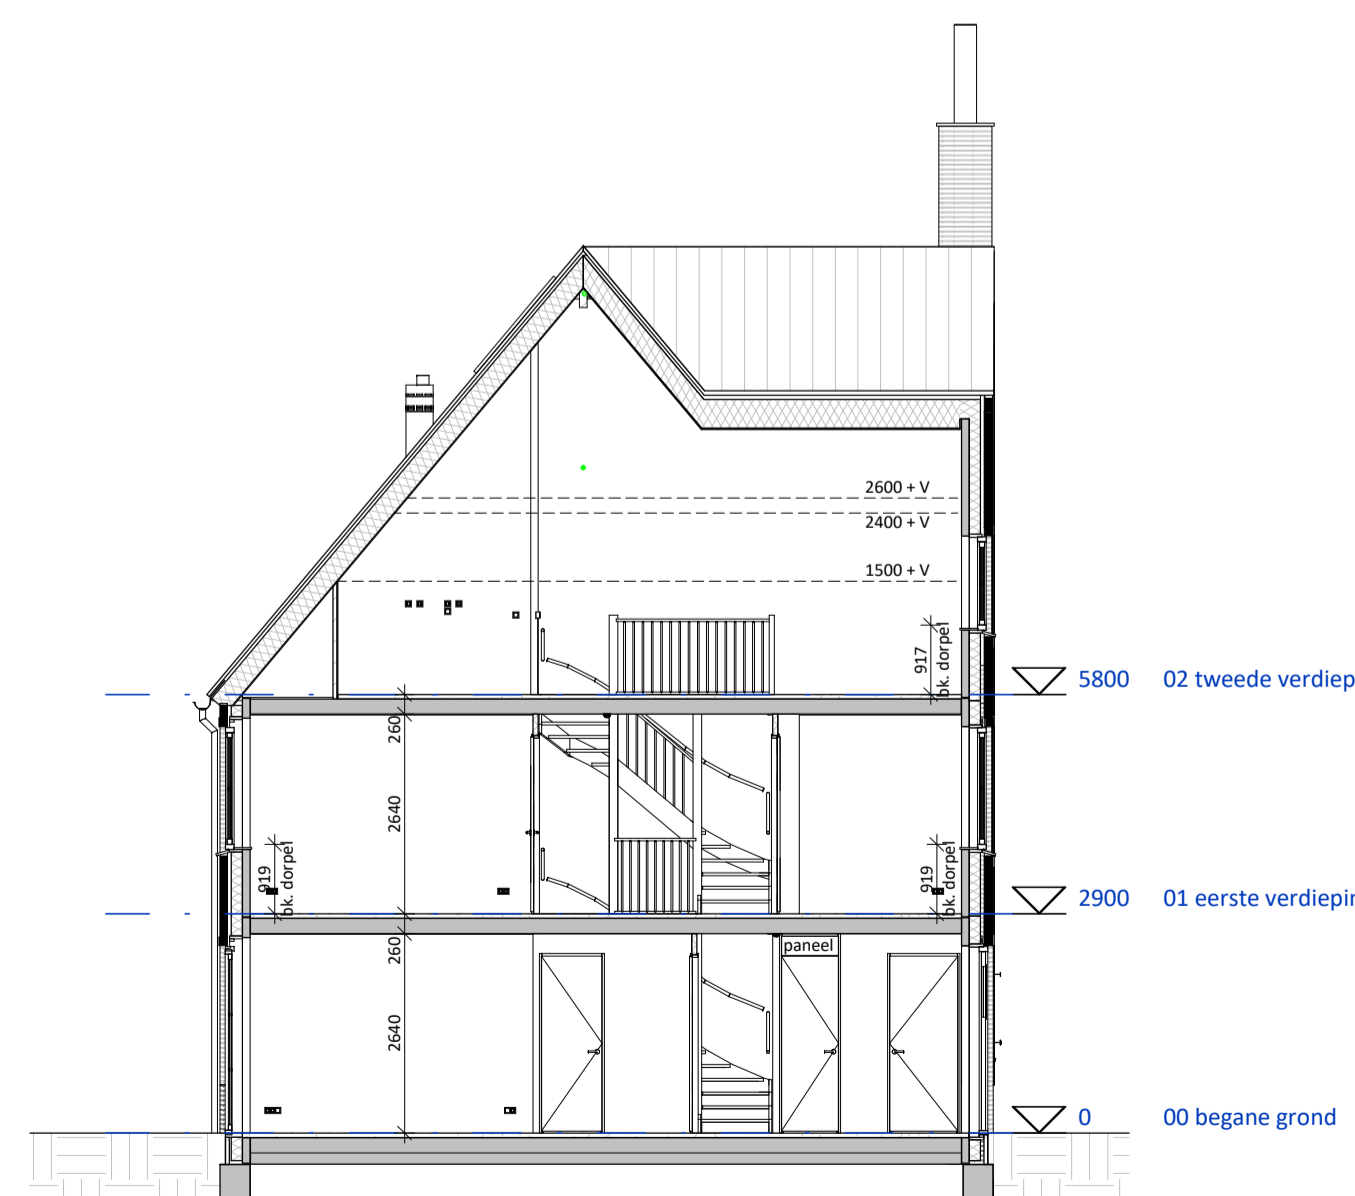 2600 + V
2400 + V
1500 + V
917
bk. dorpel
5800 02 tweede verdiep
260
2640
919
bk. dorpel
919
bk. dorpel
2900 01 eerste verdiepin
260
paneel
2640
0 00 begane grond